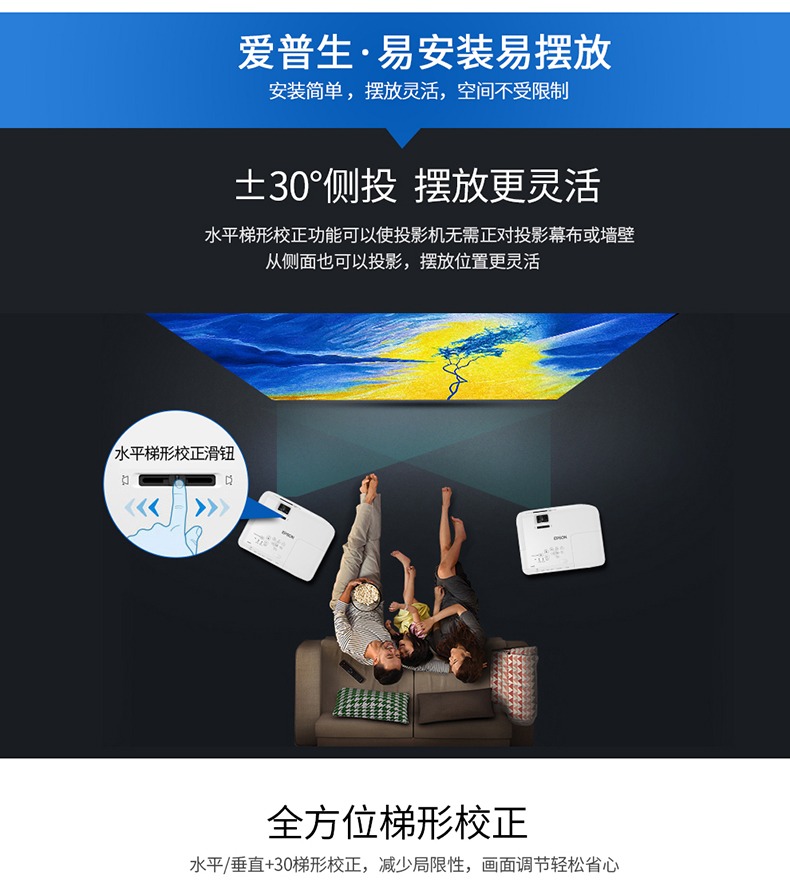 爱普生·易安装易摆放
安装简单，摆放灵活，空间不受限制
±30°侧投 摆放更灵活
水平梯形校正功能可以使投影机无需正对投影幕布或墙壁
从侧面也可以投影，摆放位置更灵活
水平梯形校正滑钮
EPSON
EPSON
全方位梯形校正
水平/垂直+30梯形校正，减少局限性，画面调节轻松省心